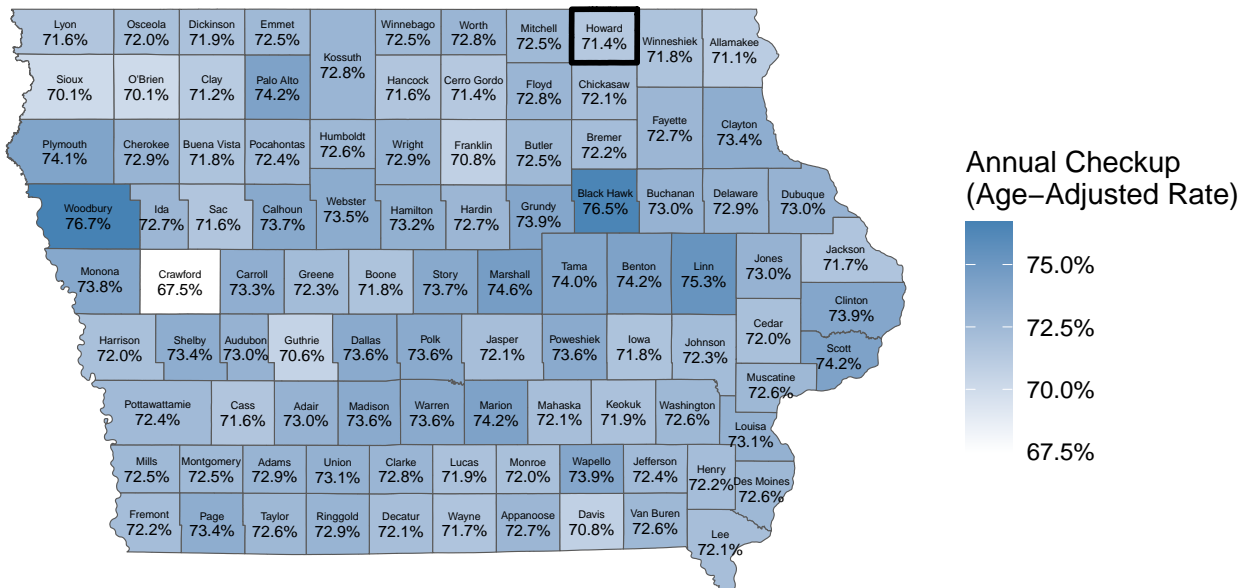 Lyon
71.6%
Osceola
72.0%
Dickinson
71.9%
Emmet
72.5%
Kossuth
72.8%
Winnebago
72.5%
Worth
72.8%
Mitchell
72.5%
Howard
71.4%
Winneshiek
71.8%
Allamakee
71.1%
Sioux
70.1%
O'Brien
70.1%
Clay
71.2%
Palo Alto
74.2%
Hancock
71.6%
Cerro Gordo
71.4%
Floyd
72.8%
Chickasaw
72.1%
Fayette
72.7%
Clayton
73.4%
Plymouth
74.1%
Cherokee
72.9%
Buena Vista
71.8%
Pocahontas
72.4%
Humboldt
72.6%
Wright
72.9%
Franklin
70.8%
Butler
72.5%
Bremer
72.2%
Woodbury
76.7%
Ida
72.7%
Sac
71.6%
Calhoun
73.7%
Webster
73.5%
Hamilton
73.2%
Hardin
72.7%
Grundy
73.9%
Black Hawk
76.5%
Buchanan
73.0%
Delaware
72.9%
Dubuque
73.0%
Monona
73.8%
Crawford
67.5%
Carroll
73.3%
Greene
72.3%
Boone
71.8%
Story
73.7%
Marshall
74.6%
Tama
74.0%
Benton
74.2%
Linn
75.3%
Jones
73.0%
Jackson
71.7%
Clinton
73.9%
Harrison
72.0%
Shelby
73.4%
Audubon
73.0%
Guthrie
70.6%
Dallas
73.6%
Polk
73.6%
Jasper
72.1%
Poweshiek
73.6%
Iowa
71.8%
Johnson
72.3%
Cedar
72.0%
Scott
74.2%
Muscatine
72.6%
Pottawattamie
72.4%
Cass
71.6%
Adair
73.0%
Madison
73.6%
Warren
73.6%
Marion
74.2%
Mahaska
72.1%
Keokuk
71.9%
Washington
72.6%
Louisa
73.1%
Mills
72.5%
Montgomery
72.5%
Adams
72.9%
Union
73.1%
Clarke
72.8%
Lucas
71.9%
Monroe
72.0%
Wapello
73.9%
Jefferson
72.4%
Henry
72.2%
Des Moines
72.6%
Fremont
72.2%
Page
73.4%
Taylor
72.6%
Ringgold
72.9%
Decatur
72.1%
Wayne
71.7%
Appanoose
72.7%
Davis
70.8%
Van Buren
72.6%
Lee
72.1%
Annual Checkup
(Age−Adjusted Rate)
75.0%
72.5%
70.0%
67.5%